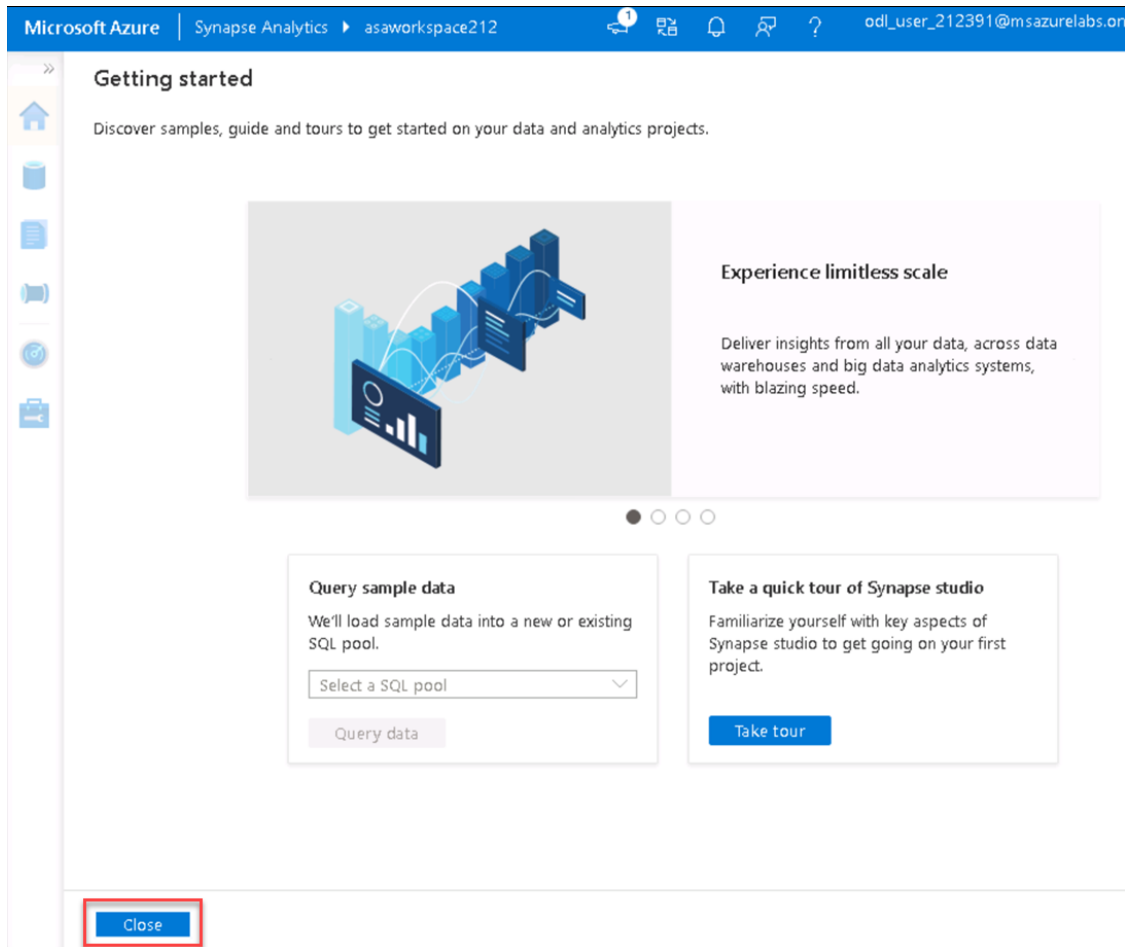 Microsoft Azure Synapse Analytics asaworkspace212 1 ? odl_user_212391@msazurelabs.on
Getting started
Discover samples, guide and tours to get started on your data and analytics projects.
Experience limitless scale
Deliver insights from all your data, across data
warehouses and big data analytics systems,
with blazing speed.
Query sample data
We'll load sample data into a new or existing
SQL pool.
Select a SQL pool
Query data
Take a quick tour of Synapse studio
Familiarize yourself with key aspects of
Synapse studio to get going on your first
project.
Take tour
Close